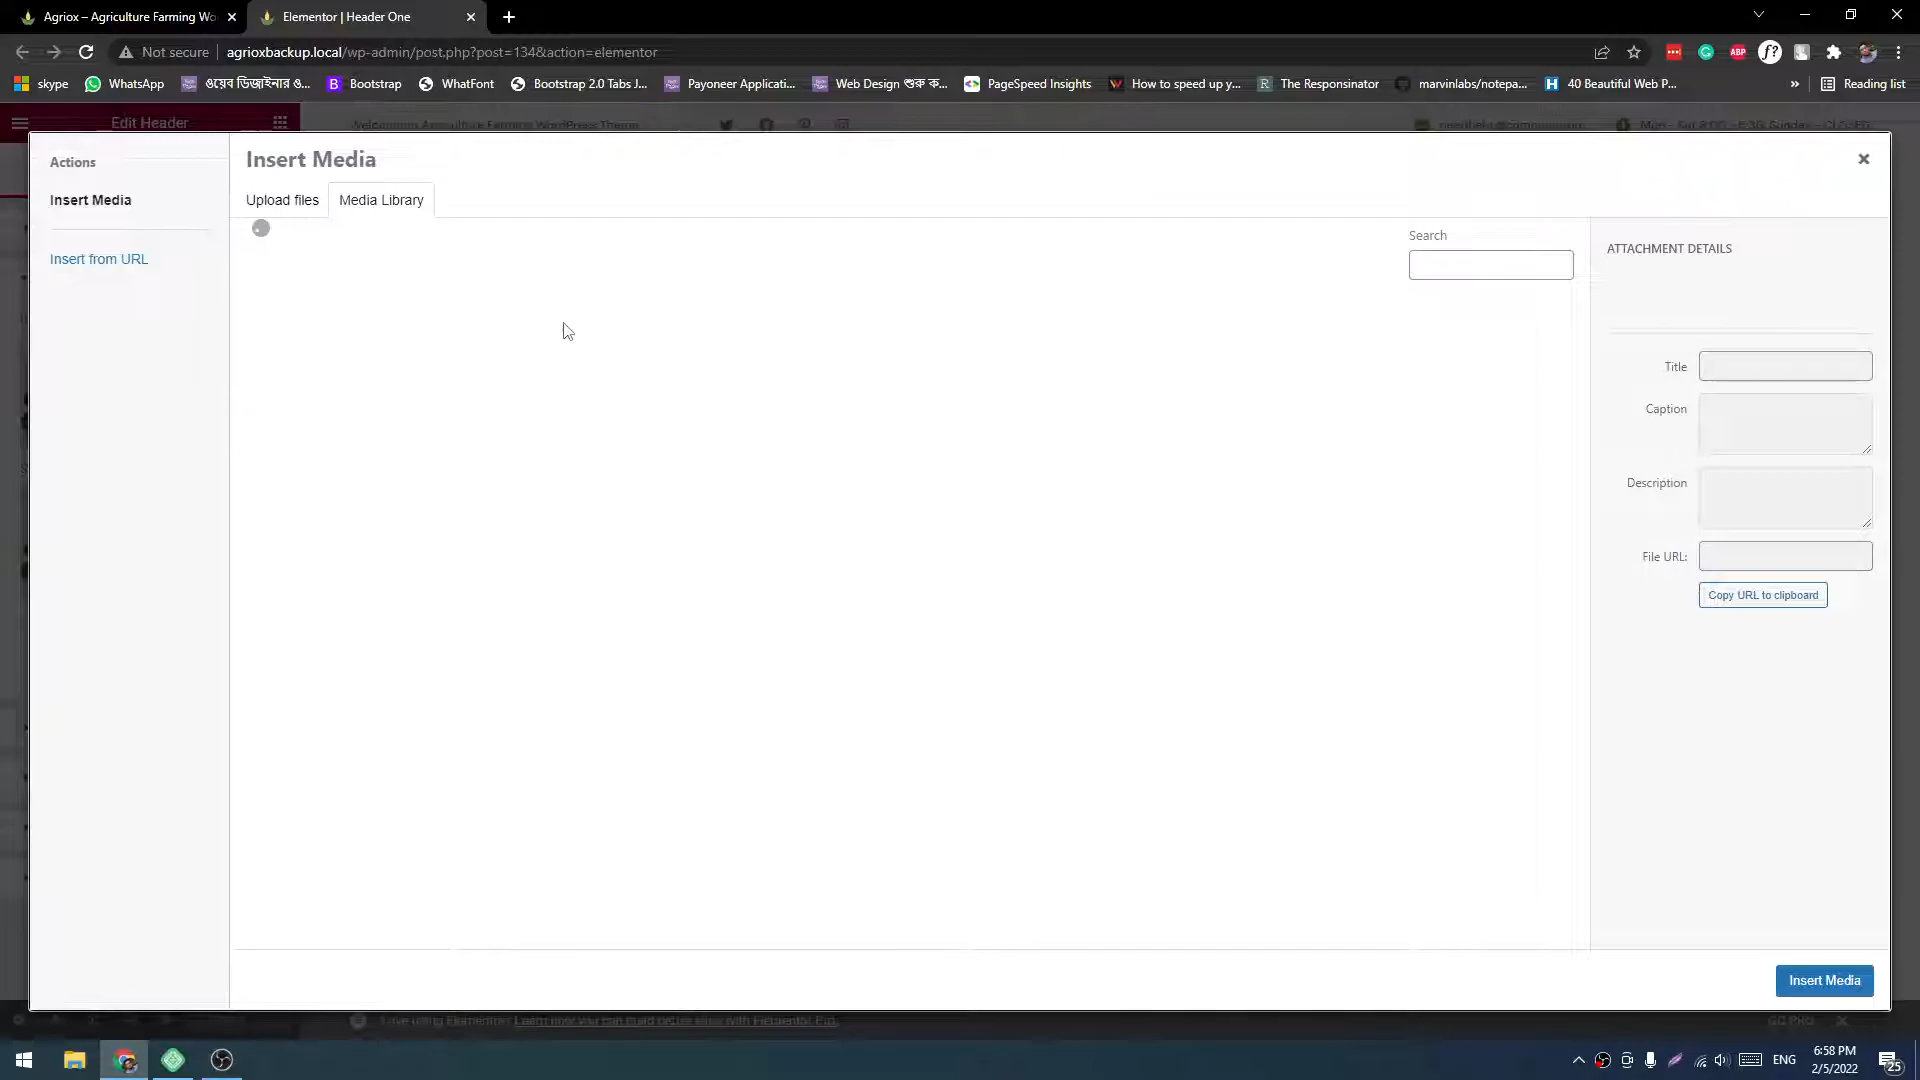 Agriox – Agriculture Farming Wo
Elementor | Header One
Not secure
agrioxbackup.local/wp-admin/post.php?post=134&action=elementor
skype
WhatsApp
ওয়েব ডিজাইনার ও...
Bootstrap
WhatFont
Bootstrap 2.0 Tabs J...
Payoneer Applicati...
Web Design শুরু ক...
PageSpeed Insights
How to speed up y...
The Responsinator
marvinlabs/notepa...
40 Beautiful Web P...
»
Reading list
Edit Header
Actions
Insert Media
Insert from URL
Insert Media
Upload files
Media Library
Search
ATTACHMENT DETAILS
Title
Caption
Description
File URL:
Copy URL to clipboard
Insert Media
GO PRO
ENG
6:58 PM
2/5/2022
25